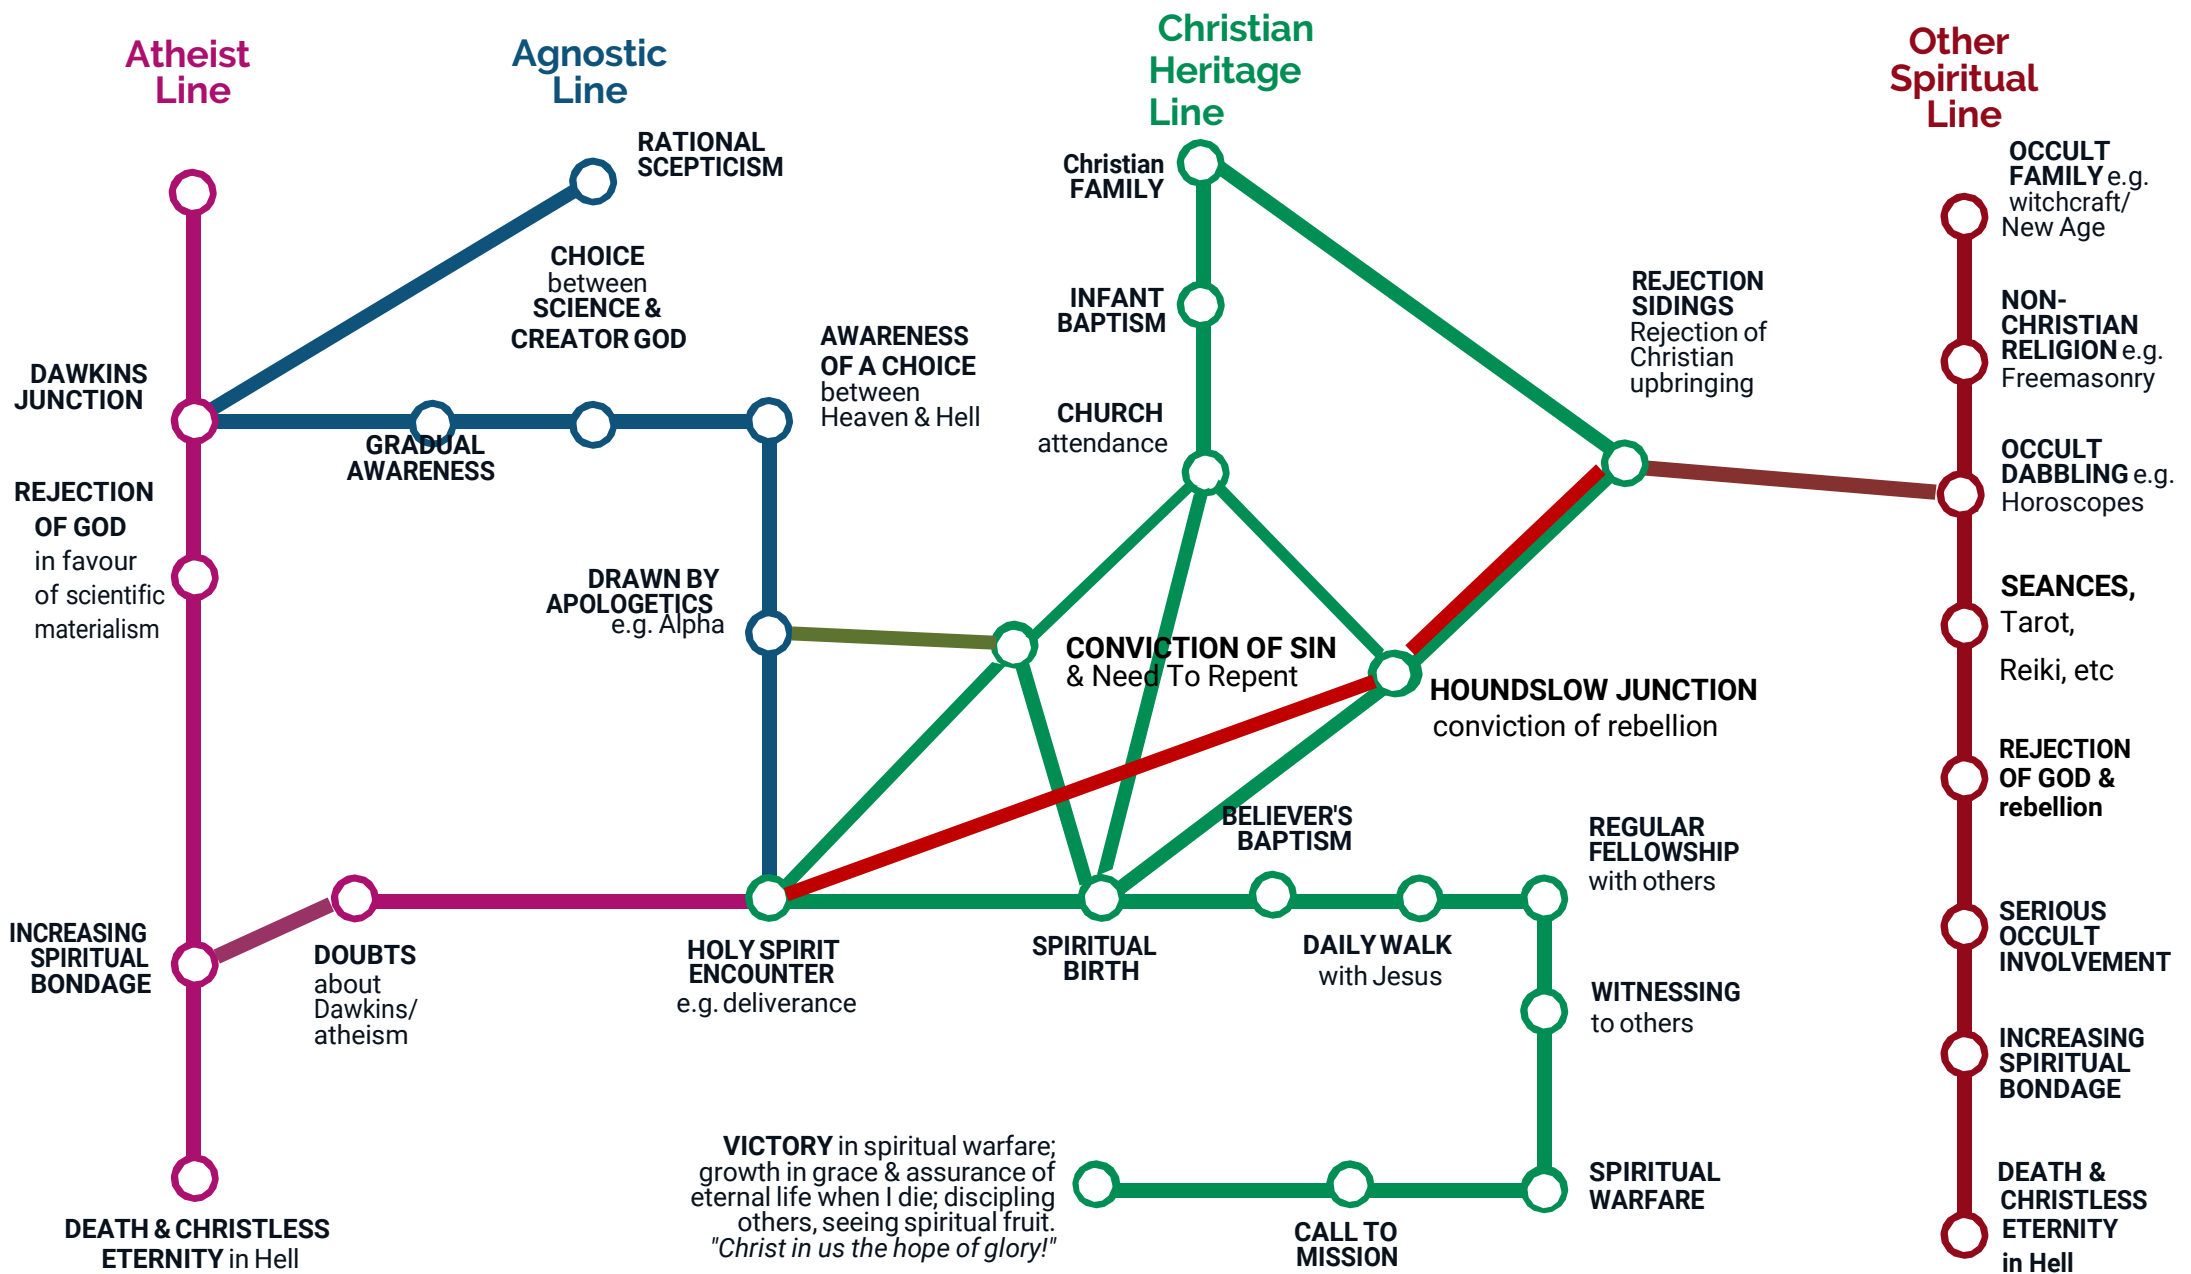 Atheist
Line
Agnostic
Line
Christian
Heritage
Line
Other
Spiritual
Line
RATIONAL
SCEPTICISM
CHOICE
between
SCIENCE &
CREATOR GOD
DAWKINS
JUNCTION
GRADUAL
AWARENESS
AWARENESS
OF A CHOICE
between
Heaven & Hell
REJECTION
OF GOD
in favour
of scientific
materialism
DRAWN BY
APOLOGETICS
e.g. Alpha
INCREASING
SPIRITUAL
BONDAGE
DOUBTS
about
Dawkins/
atheism
DEATH & CHRISTLESS
ETERNITY in Hell
Christian
FAMILY
INFANT
BAPTISM
CHURCH
attendance
CONVICTION OF SIN
& Need To Repent
REJECTION
SIDINGS
Rejection of
Christian
upbringing
HOUNDSLOW JUNCTION
conviction of rebellion
HOLY SPIRIT
ENCOUNTER
e.g. deliverance
SPIRITUAL
BIRTH
BELIEVER'S
BAPTISM
DAILY WALK
with Jesus
REGULAR
FELLOWSHIP
with others
WITNESSING
to others
SPIRITUAL
WARFARE
CALL TO
MISSION
VICTORY in spiritual warfare;
growth in grace & assurance of
eternal life when I die; discipling
others, seeing spiritual fruit.
"Christ in us the hope of glory!"
OCCULT
FAMILY e.g.
witchcraft/
New Age
NON-
CHRISTIAN
RELIGION e.g.
Freemasonry
OCCULT
DABBLING e.g.
Horoscopes
SEANCES,
Tarot,
Reiki, etc
REJECTION
OF GOD &
rebellion
SERIOUS
OCCULT
INVOLVEMENT
INCREASING
SPIRITUAL
BONDAGE
DEATH &
CHRISTLESS
ETERNITY
in Hell